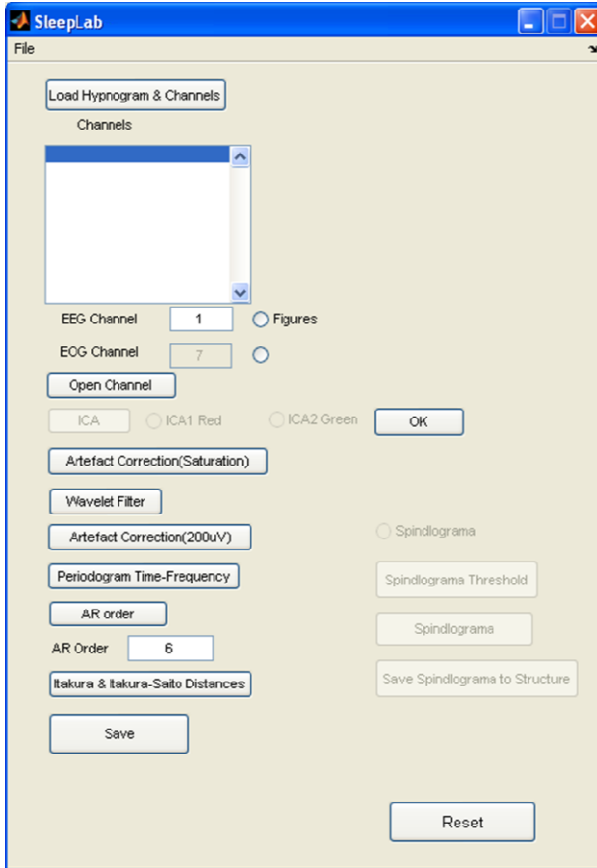 SleepLab
File
Load Hypnogram & Channels
Channels
EEG Channel 1 Figures
EOG Channel 7
Open Channel
ICA ICA1 Red ICA2 Green OK
Artefact Correction(Saturation)
Wavelet Filter
Artefact Correction(200uV) Spindlograma
Periodogram Time-Frequency Spindlograma Threshold
AR order
Spindlograma
AR Order 6
Itakura & Itakura-Saito Distances Save Spindlograma to Structure
Save
Reset